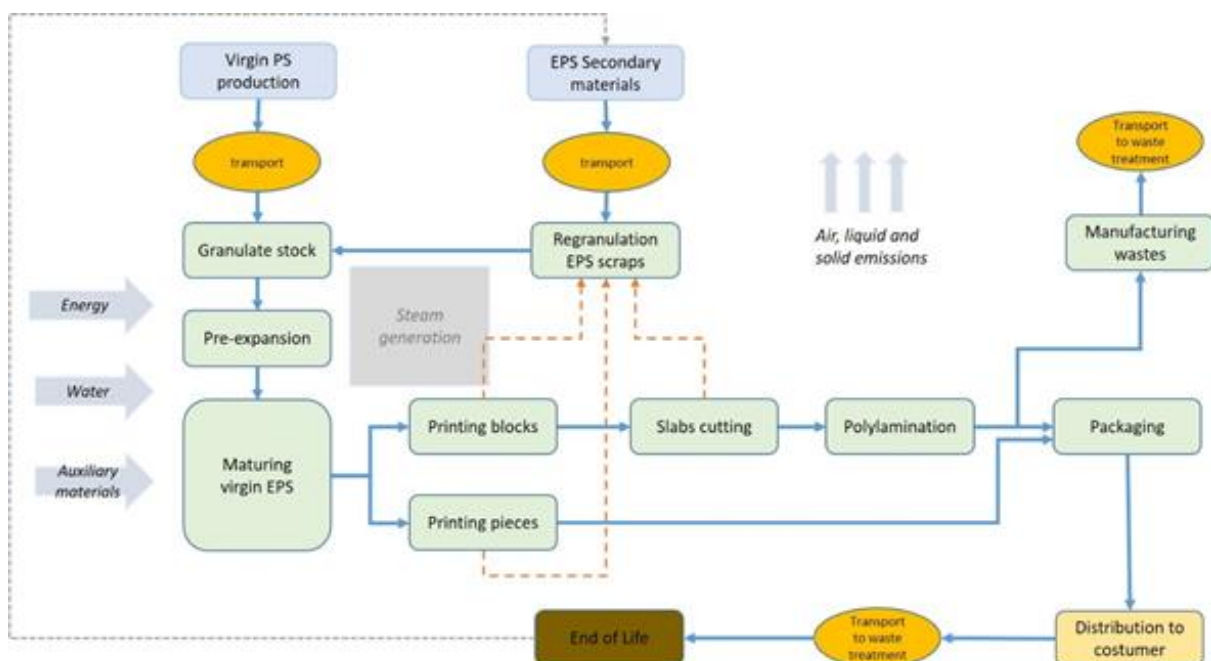 Virgin PS
production
EPS Secondary
materials
Transport
to waste
treatment
transport
transport
Granulate stock
Regranulation
EPS scraps
Air, liquid and
solid emissions
Manufacturing
wastes
Energy
Steam
generation
Pre-expansion
Water
Printing blocks
Slabs cutting
Polylamination
Packaging
Maturing
virgin EPS
Auxiliary
materials
Printing pieces
End of Life
Transport
to waste
treatment
Distribution to
costumer